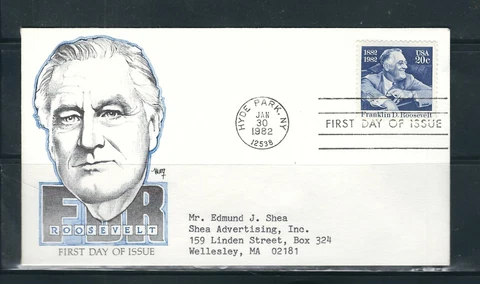 FDR
ROOSEVELT
FIRST DAY OF ISSUE
HYDE PARK, NY
JAN
30
1982
12538
1882
1982
USA
20c
Franklin D. Roosevelt
FIRST DAY OF ISSUE
Mr. Edmund J. Shea
Shea Advertising, Inc.
159 Linden Street, Box 324
Wellesley, MA 02181